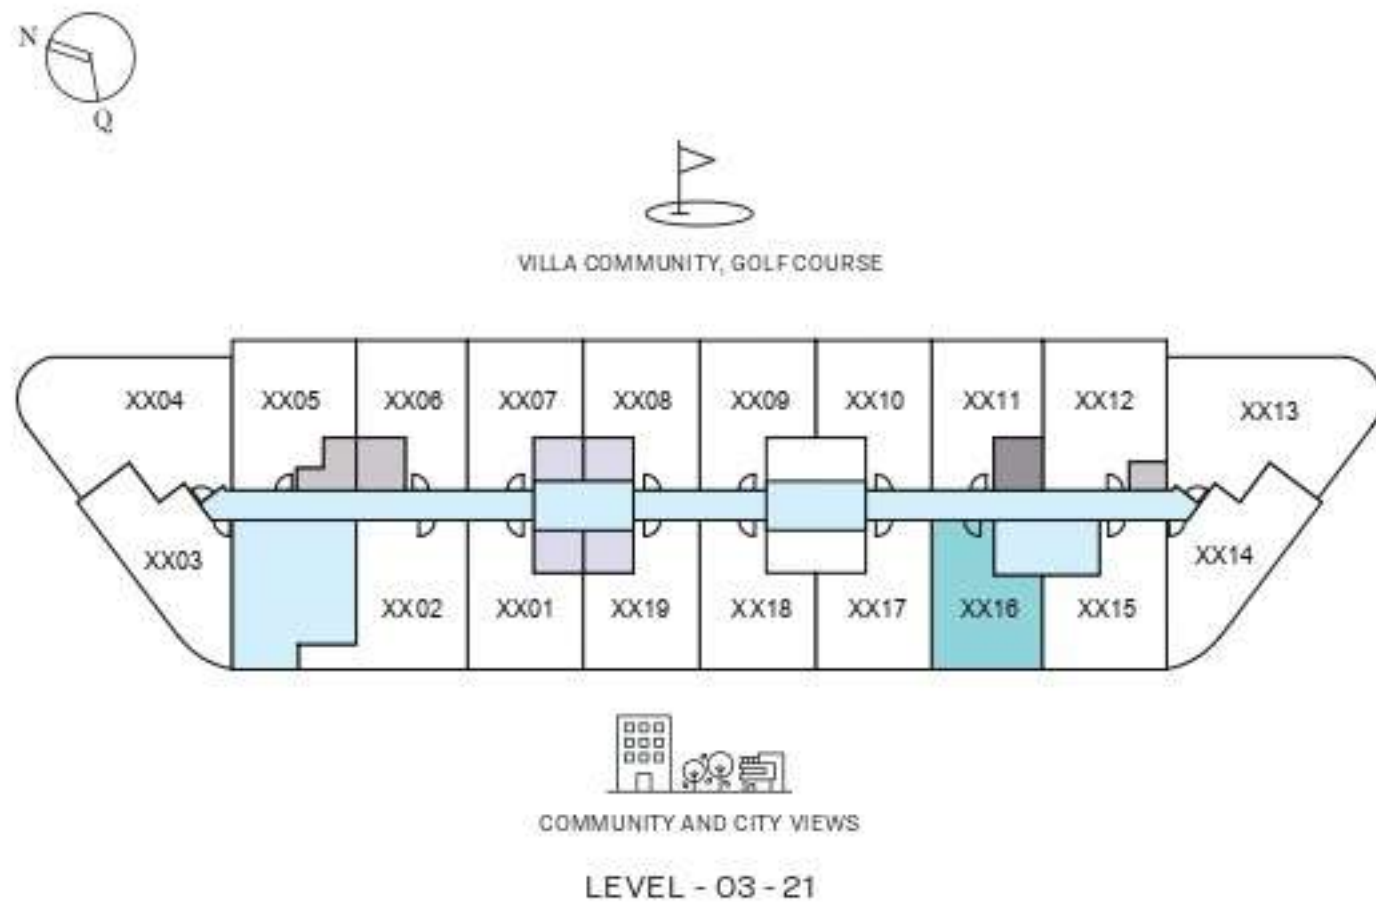 N
Q
VILLA COMMUNITY, GOLF COURSE
XX04
XX05
XX06
XX07
XX08
XX09
XX10
XX11
XX12
XX13
XX03
XX02
XX01
XX19
XX18
XX17
XX16
XX15
XX14
COMMUNITY AND CITY VIEWS
LEVEL - 03 - 21